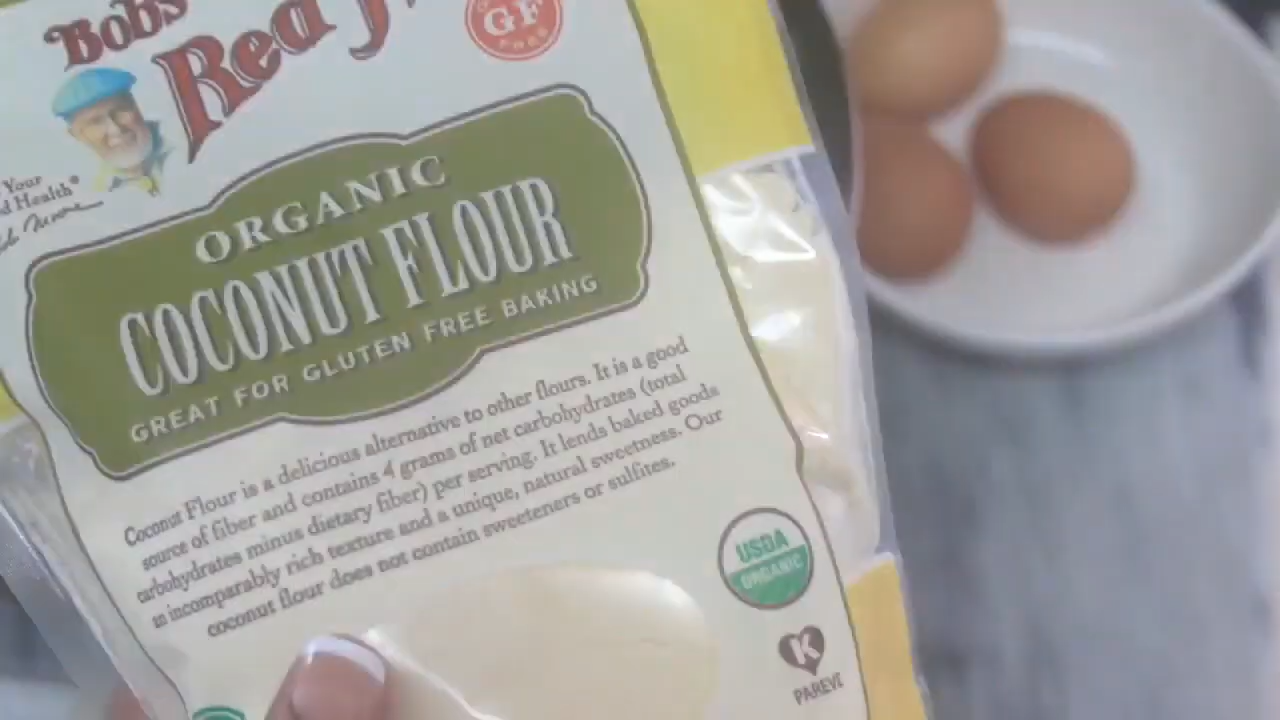 Bob's
Red
GF
Your
d Health®
ORGANIC
COCONUT FLOUR
GREAT FOR GLUTEN FREE BAKING
Coconut Flour is a delicious alternative to other flours. It is a good
source of fiber and contains 4 grams of net carbohydrates (total
carbohydrates minus dietary fiber) per serving. It lends baked goods
an incomparably rich texture and a unique, natural sweetness. Our
coconut flour does not contain sweeteners or sulfites.
USDA
ORGANIC
K
PAREVE